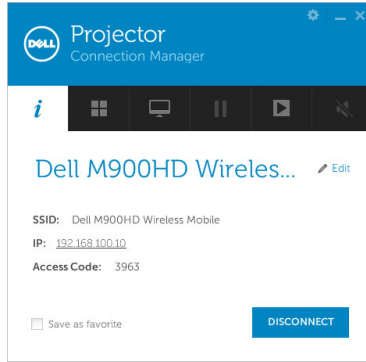 DELL
Projector
Connection Manager
i
Dell M900HD Wireles... Edit
SSID: Dell M900HD Wireless Mobile
IP: 192.168.100.10
Access Code: 3963
Save as favorite
DISCONNECT